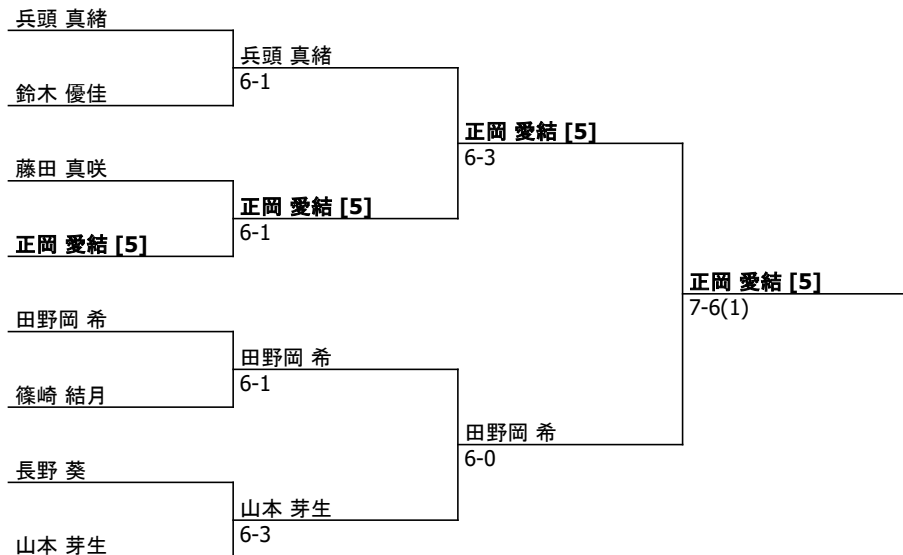 兵頭 真緒
兵頭 真緒
6-1
鈴木 優佳
正岡 愛結 [5]
6-3
藤田 真咲
正岡 愛結 [5]
6-1
正岡 愛結 [5]
正岡 愛結 [5]
7-6(1)
田野岡 希
田野岡 希
6-1
篠崎 結月
田野岡 希
6-0
長野 葵
山本 芽生
6-3
山本 芽生